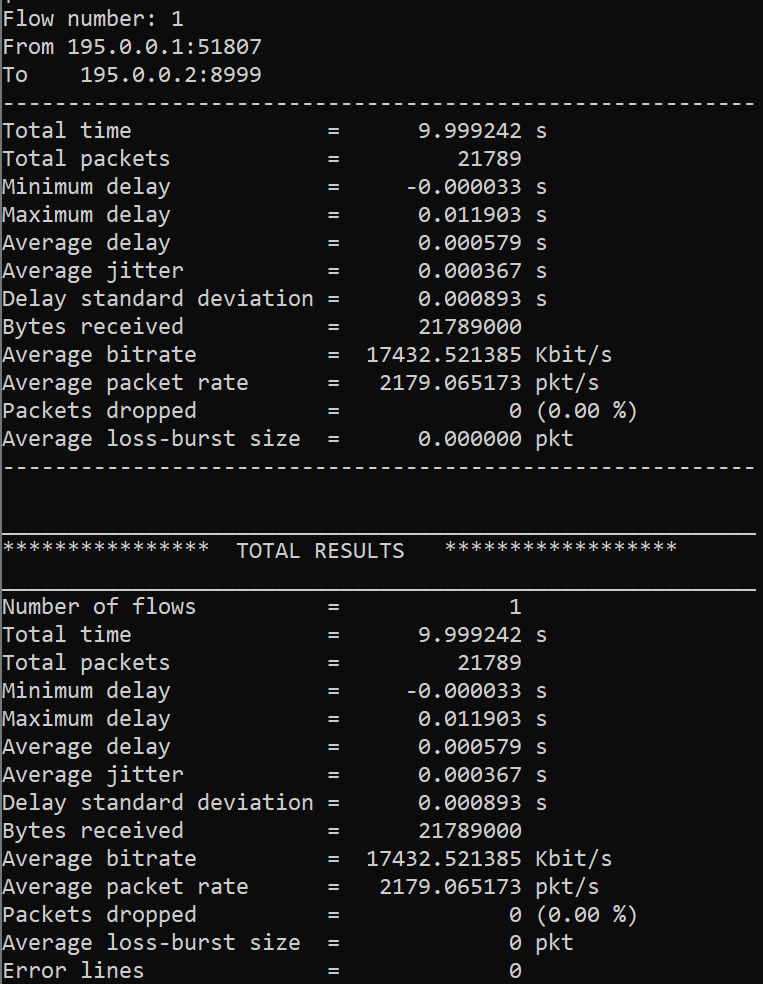 Flow number: 1
From 195.0.0.1:51807
To    195.0.0.2:8999
----------------------------------------------------------
Total time               =      9.999242 s
Total packets            =         21789
Minimum delay            =     -0.000033 s
Maximum delay            =      0.011903 s
Average delay            =      0.000579 s
Average jitter           =      0.000367 s
Delay standard deviation =      0.000893 s
Bytes received           =      21789000
Average bitrate          =  17432.521385 Kbit/s
Average packet rate      =   2179.065173 pkt/s
Packets dropped          =             0 (0.00 %)
Average loss-burst size  =      0.000000 pkt
----------------------------------------------------------
__________________________________________________________
****************  TOTAL RESULTS   ******************
__________________________________________________________
Number of flows          =             1
Total time               =      9.999242 s
Total packets            =         21789
Minimum delay            =     -0.000033 s
Maximum delay            =      0.011903 s
Average delay            =      0.000579 s
Average jitter           =      0.000367 s
Delay standard deviation =      0.000893 s
Bytes received           =      21789000
Average bitrate          =  17432.521385 Kbit/s
Average packet rate      =   2179.065173 pkt/s
Packets dropped          =             0 (0.00 %)
Average loss-burst size  =             0 pkt
Error lines              =             0